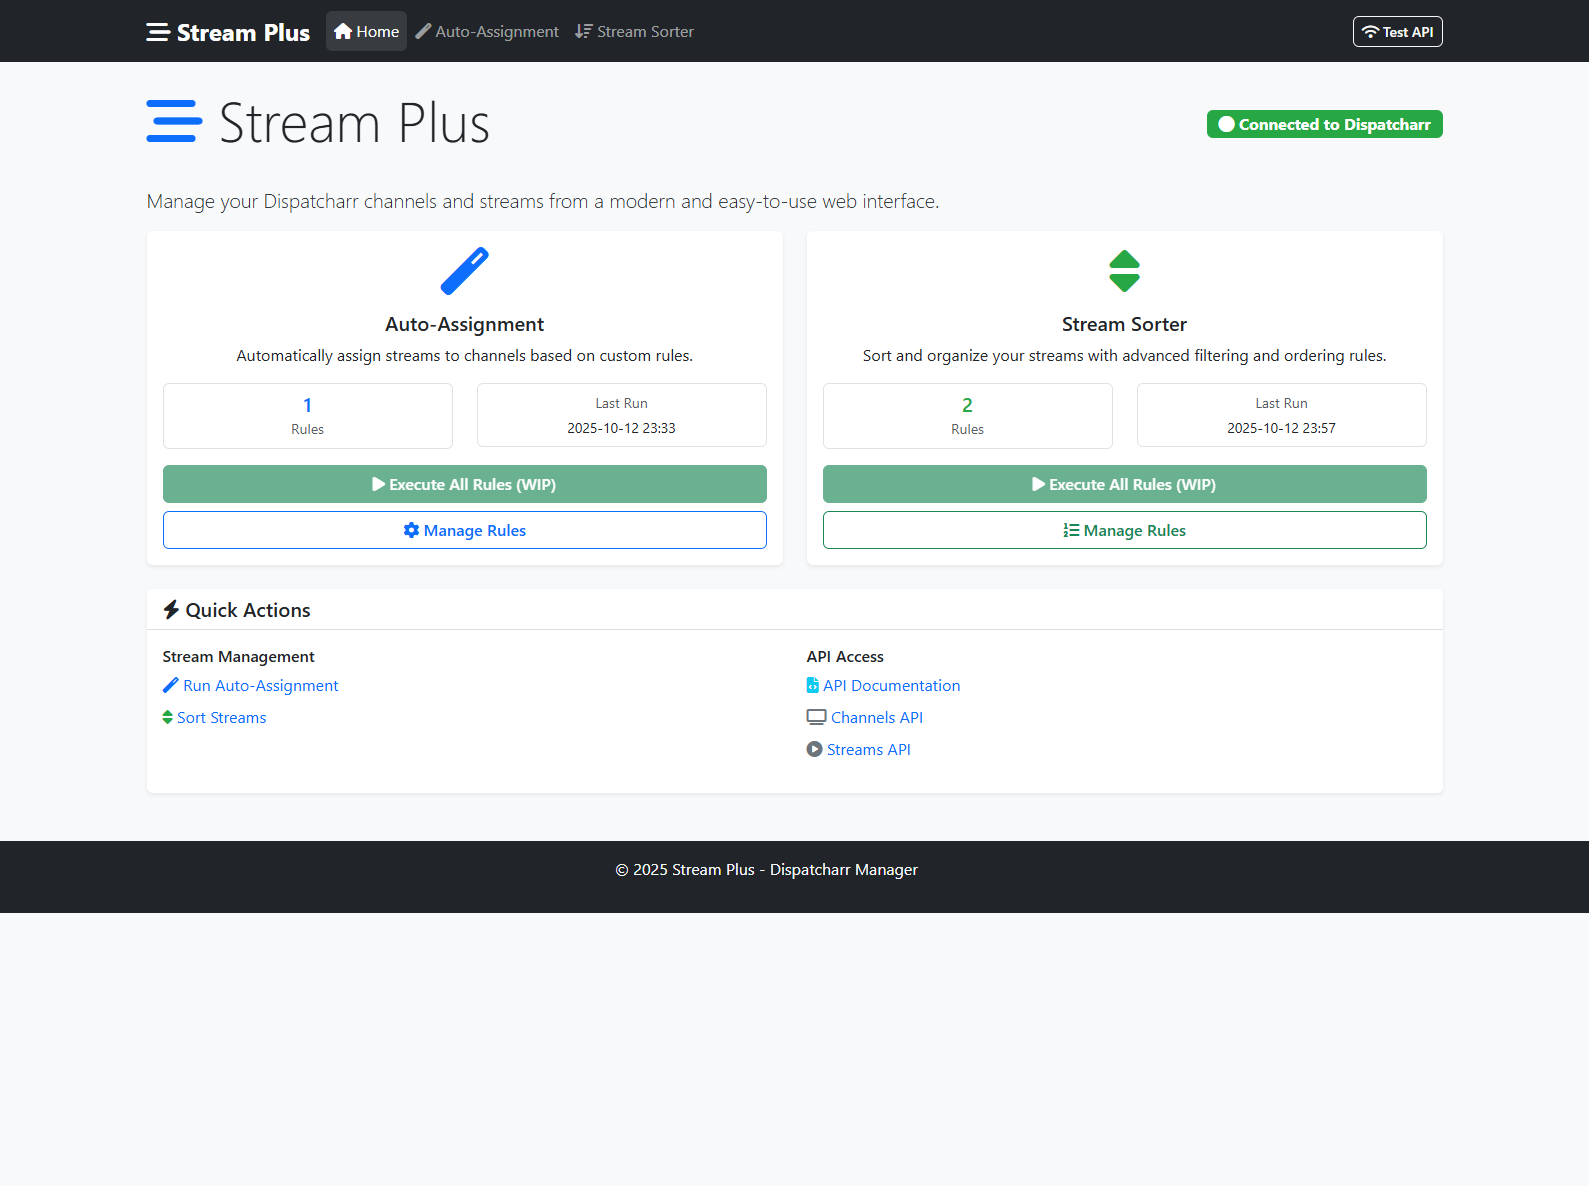 Stream Plus
Home
Auto-Assignment
Stream Sorter
Test API
Stream Plus
Connected to Dispatcharr
Manage your Dispatcharr channels and streams from a modern and easy-to-use web interface.
Auto-Assignment
Automatically assign streams to channels based on custom rules.
1
Rules
Last Run
2025-10-12 23:33
Execute All Rules (WIP)
Manage Rules
Stream Sorter
Sort and organize your streams with advanced filtering and ordering rules.
2
Rules
Last Run
2025-10-12 23:57
Execute All Rules (WIP)
Manage Rules
Quick Actions
Stream Management
Run Auto-Assignment
Sort Streams
API Access
API Documentation
Channels API
Streams API
© 2025 Stream Plus - Dispatcharr Manager